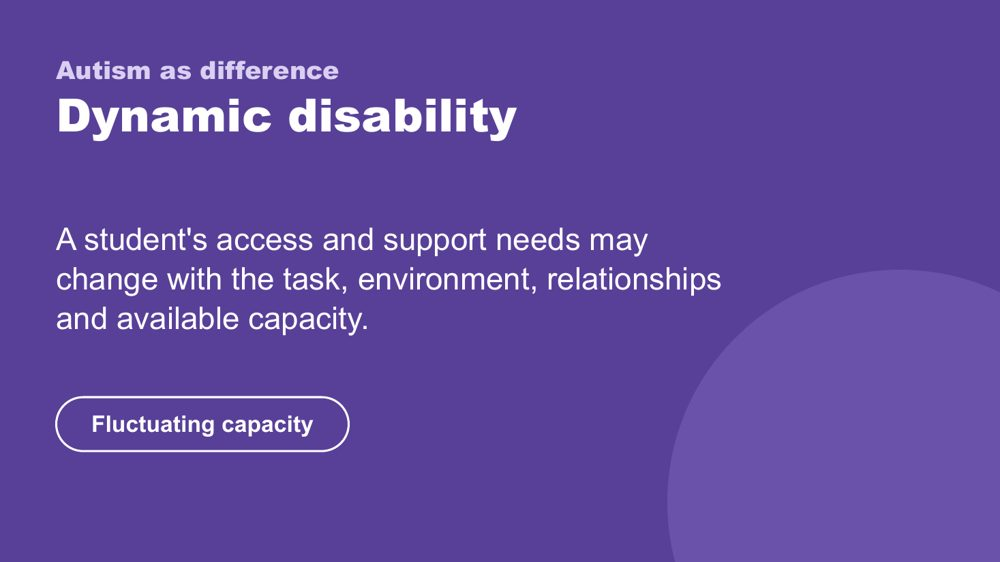 Autism as difference
Dynamic disability
A student's access and support needs may
change with the task, environment, relationships
and available capacity.
Fluctuating capacity